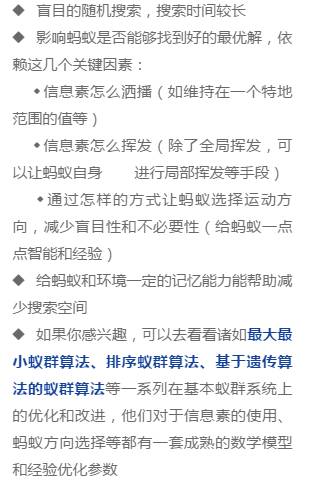 ◆ 盲目的随机搜索，搜索时间较长
◆ 影响蚂蚁是否能够找到好的最优解，依
赖这几个关键因素：
◆信息素怎么洒播（如维持在一个特地
范围的值等）
◆信息素怎么挥发（除了全局挥发，可
以让蚂蚁自身 进行局部挥发等手段）
◆通过怎样的方式让蚂蚁选择运动方
向，减少盲目性和不必要性（给蚂蚁一点
点智能和经验）
◆ 给蚂蚁和环境一定的记忆能力能帮助减
少搜索空间
◆ 如果你感兴趣，可以去看看诸如最大最
小蚁群算法、排序蚁群算法、基于遗传算
法的蚁群算法等一系列在基本蚁群系统上
的优化和改进，他们对于信息素的使用、
蚂蚁方向选择等都有一套成熟的数学模型
和经验优化参数